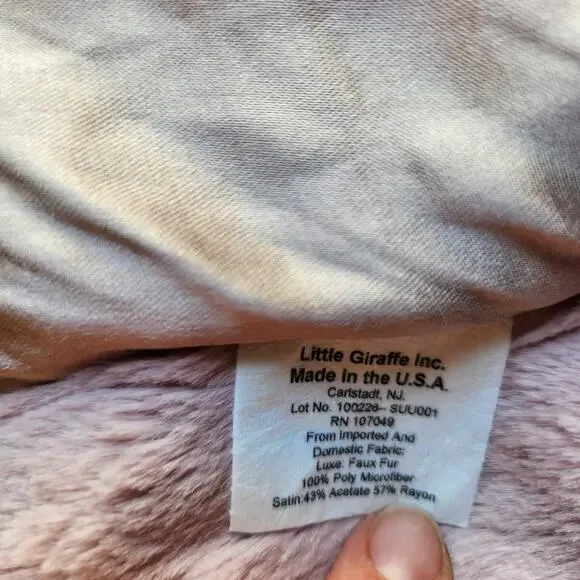 Little Giraffe Inc.
Made in the U.S.A.
Carlstadt, NJ.
Lot No. 100226- SUU001
RN 107049
From Imported And
Domestic Fabric:
Luxe: Faux Fur
100% Poly Microfiber
Satin:43% Acetate 57% Rayon